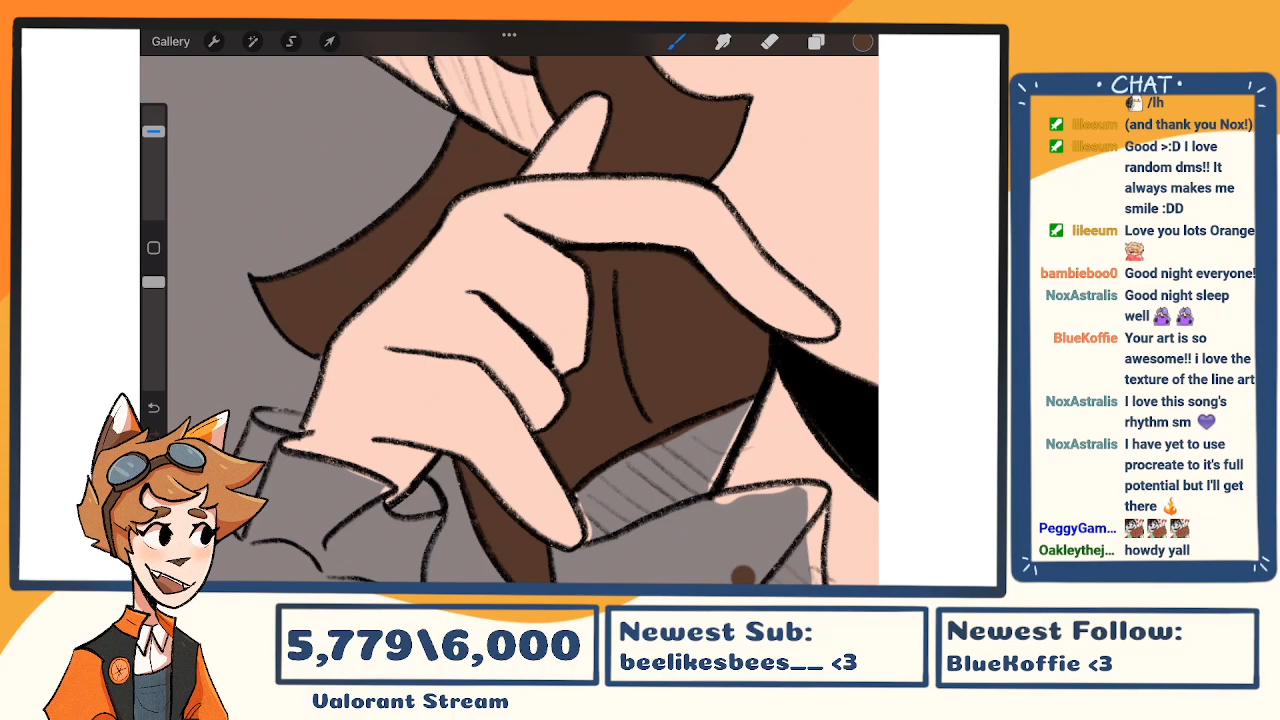 Gallery
• CHAT •
/lh
lileeum (and thank you Nox!)
lileeum Good >:D I love
random dms!! It
always makes me
smile :DD
lileeum Love you lots Orange
bambieboo0 Good night everyone!
NoxAstralis Good night sleep
well
BlueKoffie Your art is so
awesome!! i love the
texture of the line art
NoxAstralis I love this song's
rhythm sm
NoxAstralis I have yet to use
procreate to it's full
potential but I'll get
there
PeggyGam...
Oakleythej... howdy yall
5,779\6,000
Valorant Stream
Newest Sub:
beelikesbees__ <3
Newest Follow:
BlueKoffie <3